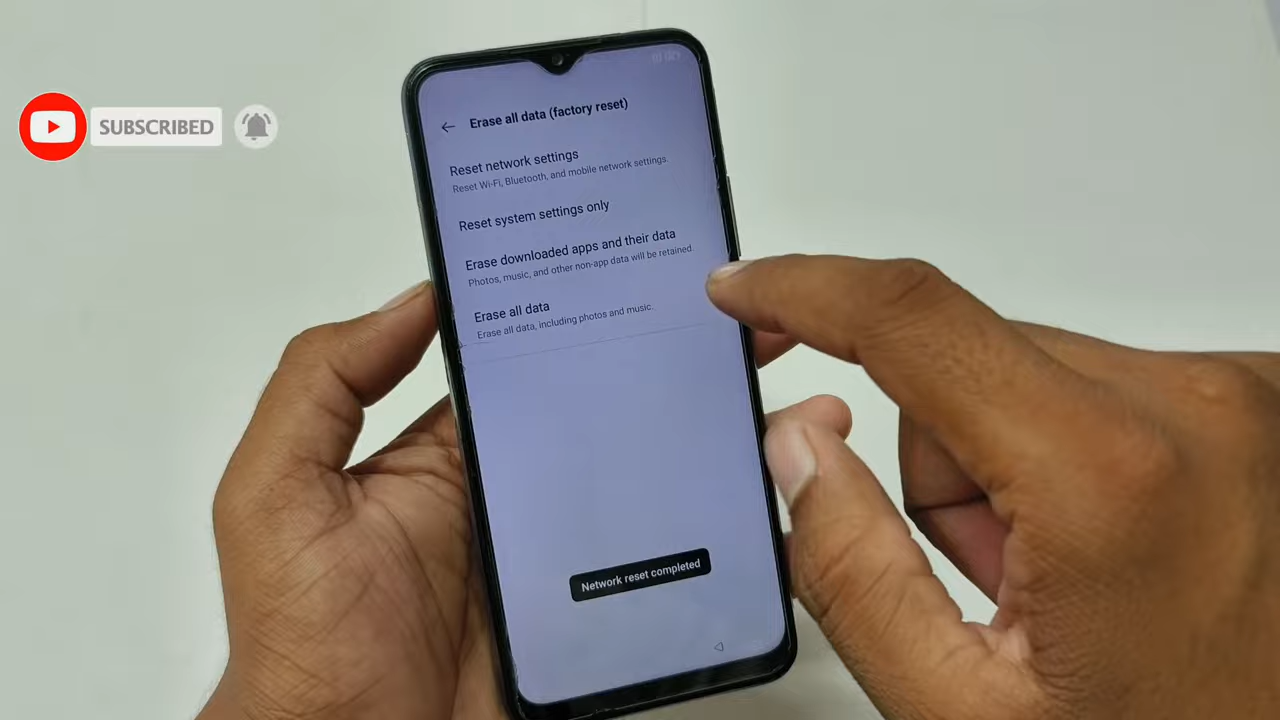 SUBSCRIBED
Erase all data (factory reset)
Reset network settings
Reset Wi-Fi, Bluetooth, and mobile network settings.
Reset system settings only
Erase downloaded apps and their data
Photos, music, and other non-app data will be retained.
Erase all data
Erase all data, including photos and music.
Network reset completed